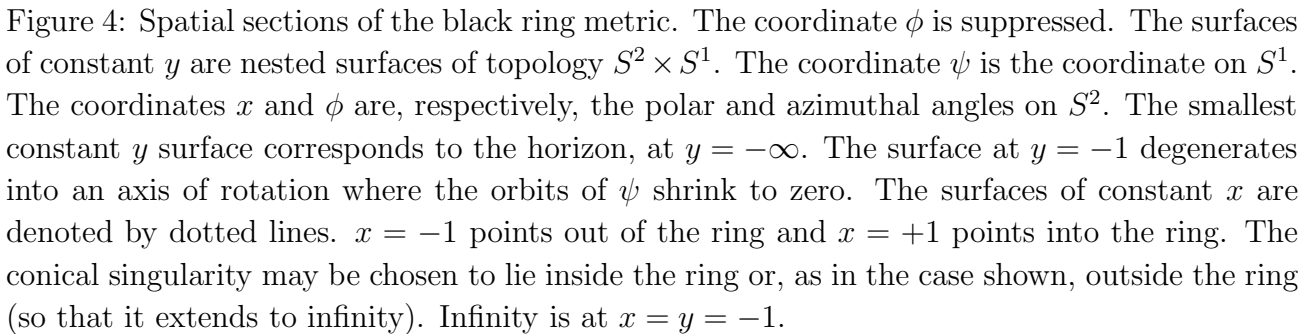 Figure 4: Spatial sections of the black ring metric. The coordinate ϕ is suppressed. The surfaces
of constant y are nested surfaces of topology S² × S¹. The coordinate ψ is the coordinate on S¹.
The coordinates x and ϕ are, respectively, the polar and azimuthal angles on S². The smallest
constant y surface corresponds to the horizon, at y = −∞. The surface at y = −1 degenerates
into an axis of rotation where the orbits of ψ shrink to zero. The surfaces of constant x are
denoted by dotted lines. x = −1 points out of the ring and x = +1 points into the ring. The
conical singularity may be chosen to lie inside the ring or, as in the case shown, outside the ring
(so that it extends to infinity). Infinity is at x = y = −1.